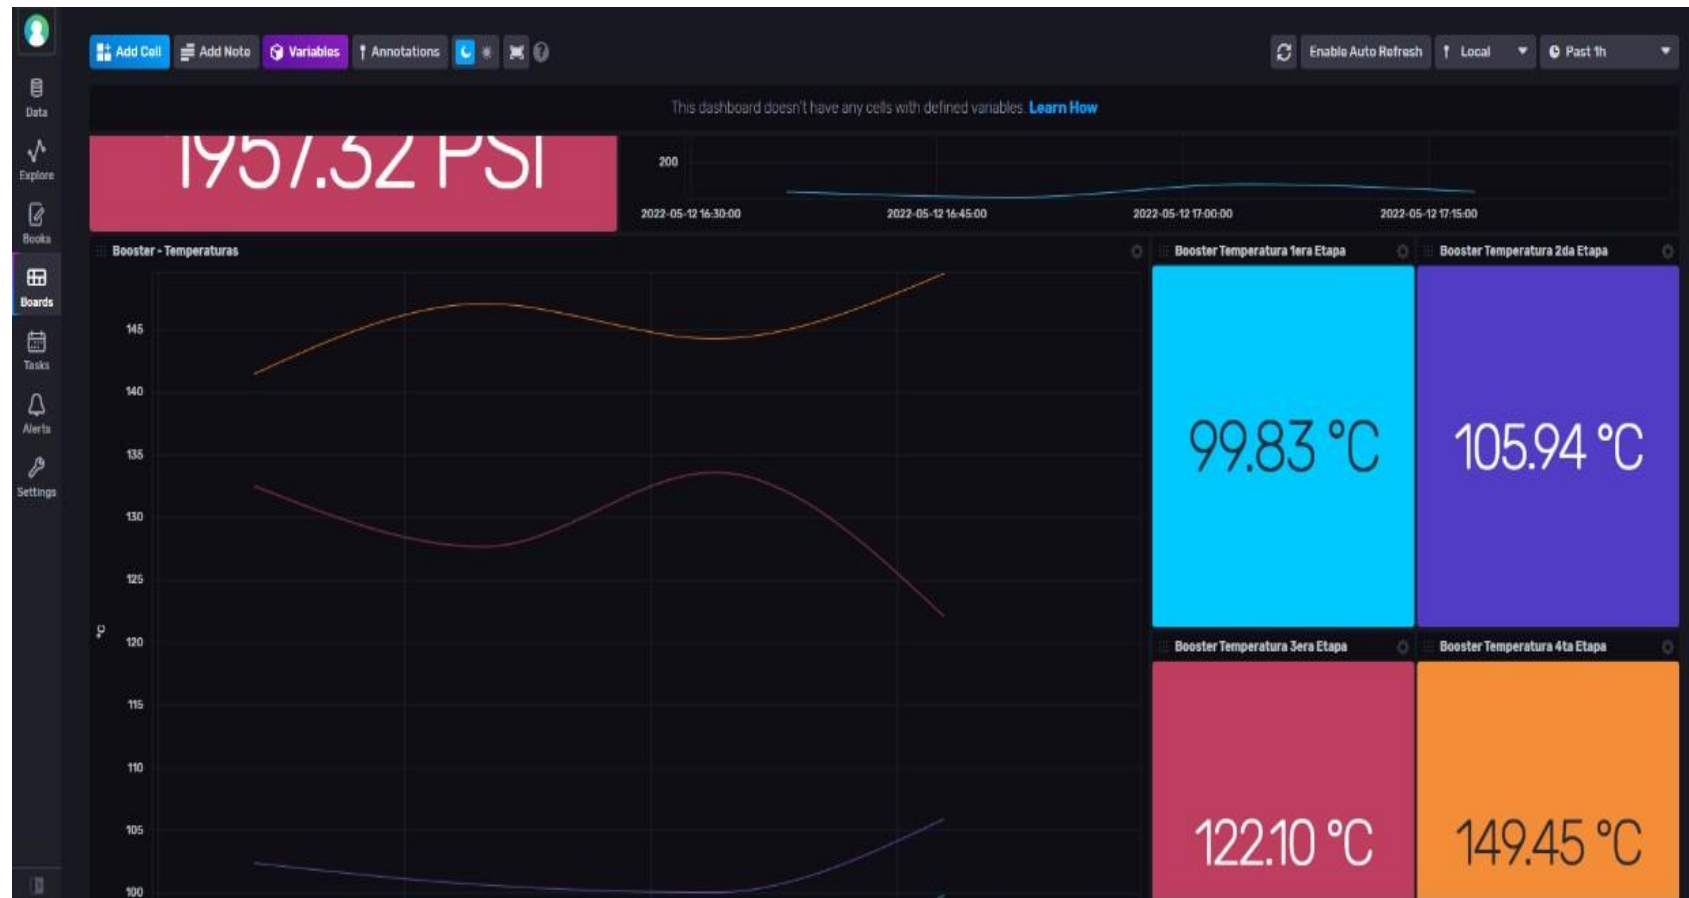 Add Cell
Add Note
Variables
Annotations
Enable Auto Refresh
Local
Past 1h
Data
Explore
Books
Boards
Tasks
Alerts
Settings
This dashboard doesn't have any cells with defined variables. Learn How
1957.32 PSI
200
2022-05-12 16:30:00
2022-05-12 16:45:00
2022-05-12 17:00:00
2022-05-12 17:15:00
Booster - Temperaturas
°C
145
140
135
130
125
120
115
110
105
100
Booster Temperatura 1era Etapa
99.83 °C
Booster Temperatura 2da Etapa
105.94 °C
Booster Temperatura 3era Etapa
122.10 °C
Booster Temperatura 4ta Etapa
149.45 °C